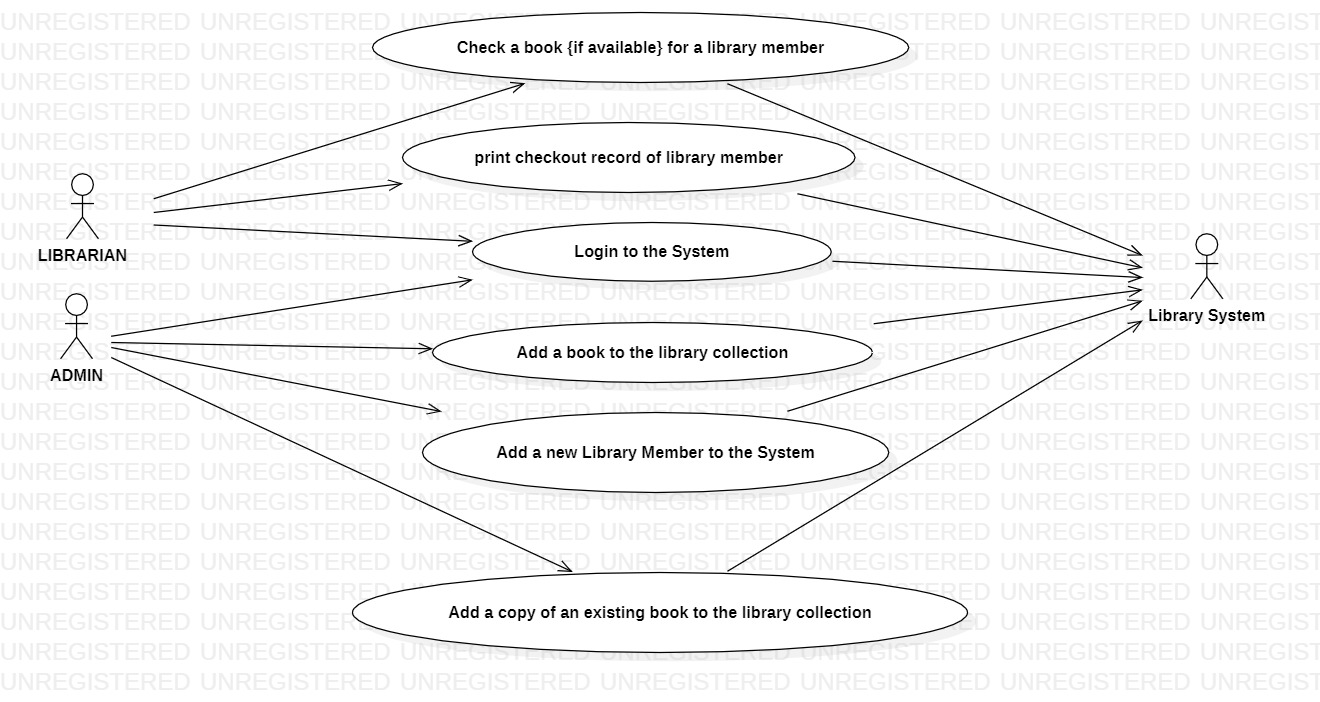 Check a book {if available} for a library member
print checkout record of library member
LIBRARIAN
Login to the System
Library System
Add a book to the library collection
ADMIN
Add a new Library Member to the System
Add a copy of an existing book to the library collection
UNREGISTERED